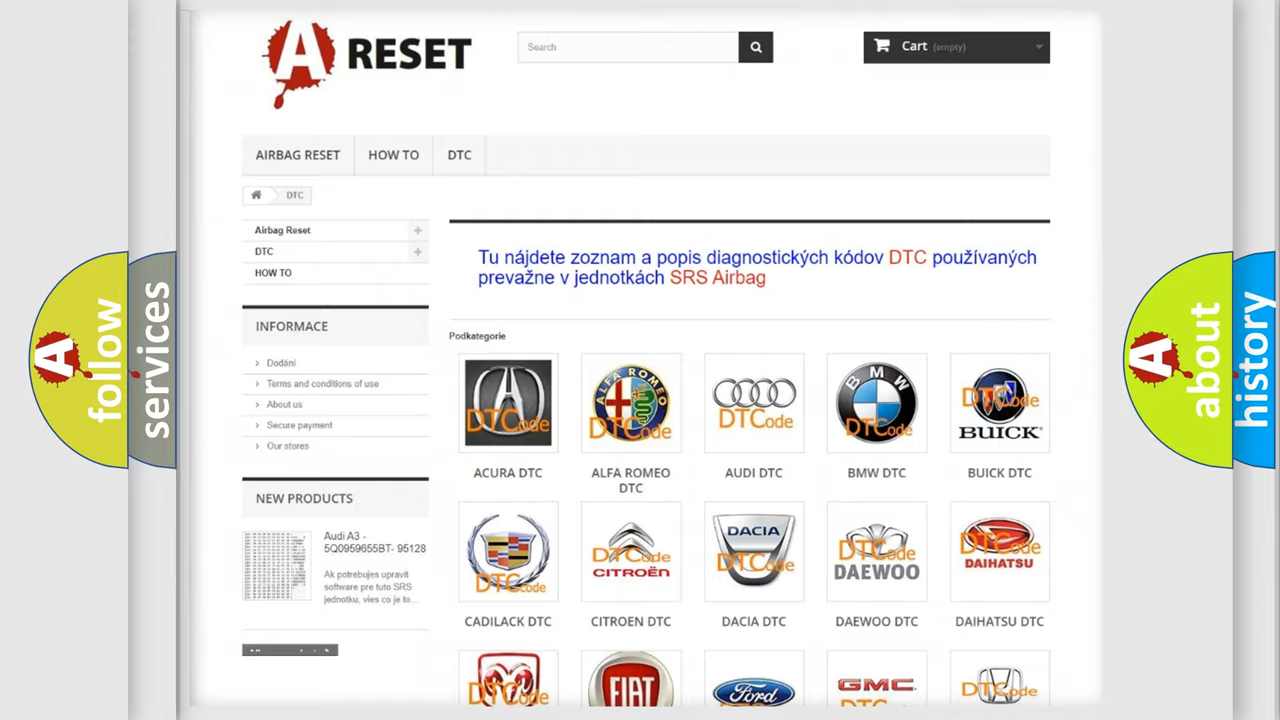 A RESET
Search
Cart (empty)
AIRBAG RESET
HOW TO
DTC
DTC
Airbag Reset
DTC
HOW TO
INFORMACE
Dodání
Terms and conditions of use
About us
Secure payment
Our stores
NEW PRODUCTS
Audi A3 -
5Q0959655BT- 95128
Ak potrebujes upravit
software pre tuto SRS
jednotku, vies co je to...
Tu nájdete zoznam a popis diagnostických kódov DTC používaných
prevažne v jednotkách SRS Airbag
Podkategorie
DTCode
ALFA ROMEO
DTCode
DTCode
BMW
DTCode
DTCode
BUICK
ACURA DTC
ALFA ROMEO
DTC
AUDI DTC
BMW DTC
BUICK DTC
DTCode
DTCode
CITROËN
DACIA
DTCode
DTCode
DAEWOO
DTCode
DAIHATSU
CADILACK DTC
CITROEN DTC
DACIA DTC
DAEWOO DTC
DAIHATSU DTC
DTCode
FIAT
Ford
GMC
DTCode
A follow
services
A about
history